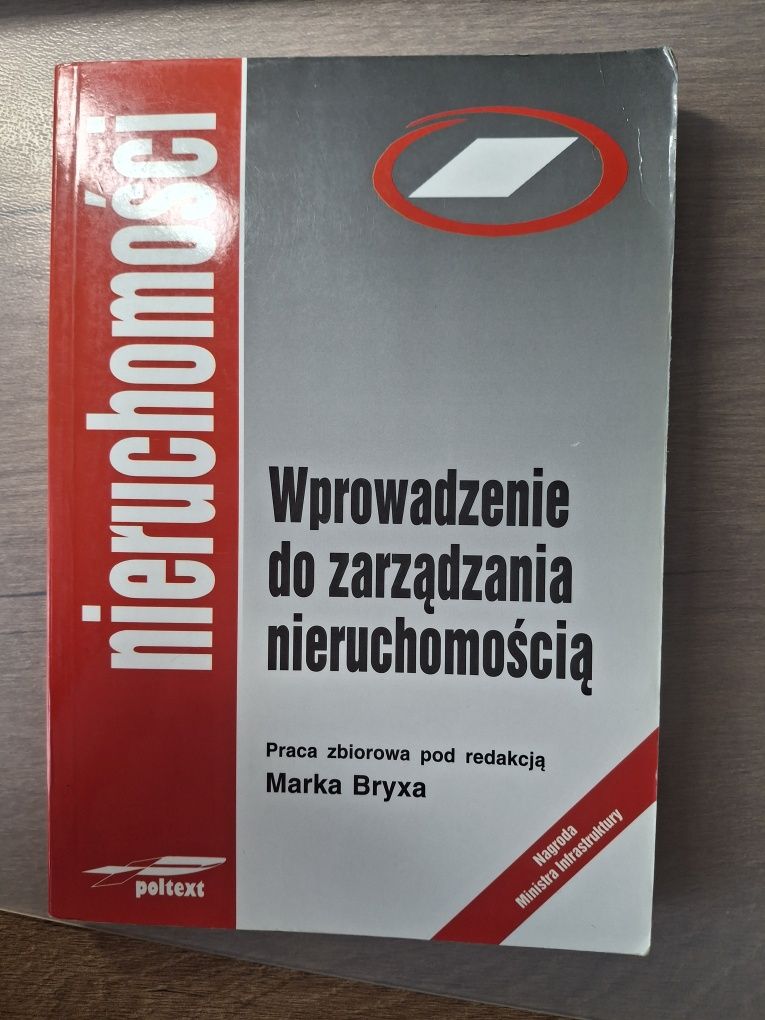 nieruchomości
Wprowadzenie
do zarządzania
nieruchomością
Praca zbiorowa pod redakcją
Marka Bryxa
Nagroda
Ministra Infrastruktury
poltext